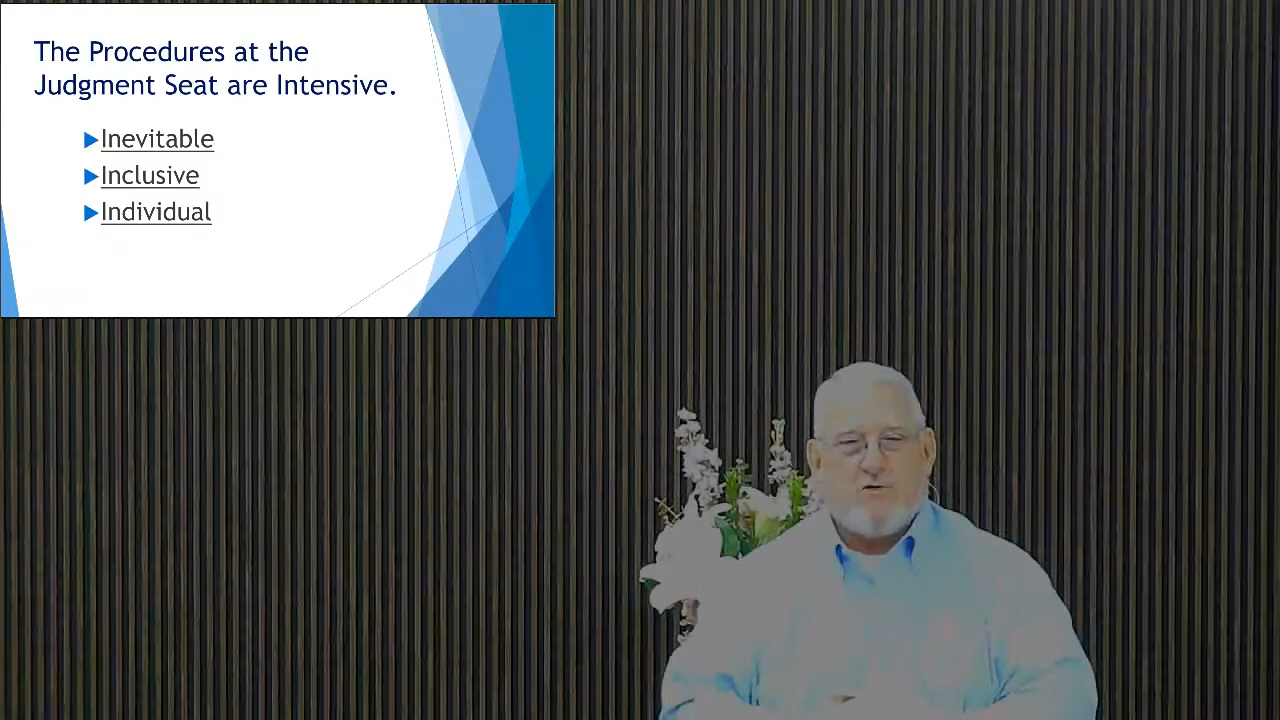 The Procedures at the
Judgment Seat are Intensive.
Inevitable
Inclusive
Individual